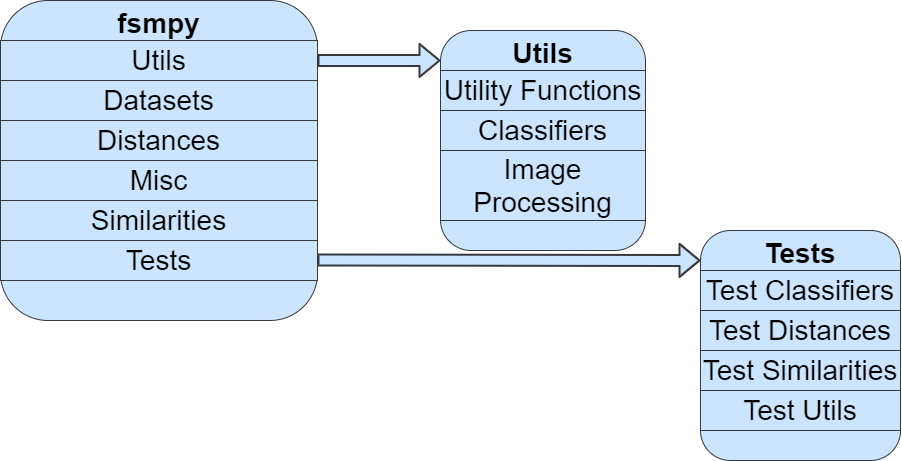 fsmpy
Utils
Datasets
Distances
Misc
Similarities
Tests
Utils
Utility Functions
Classifiers
Image
Processing
Tests
Test Classifiers
Test Distances
Test Similarities
Test Utils